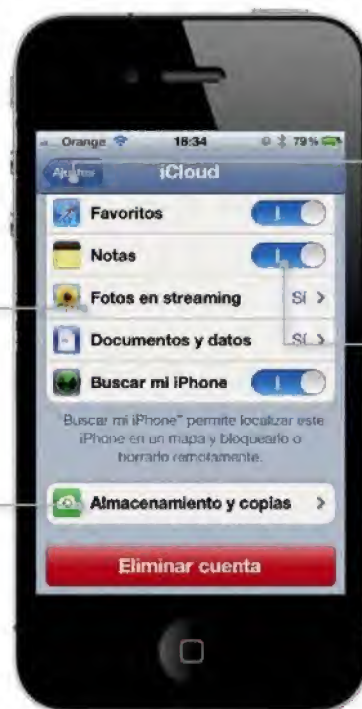 Orange 18:34 79%
Ajustes iCloud
Favoritos
Notas
Fotos en streaming Sí
Documentos y datos Sí
Buscar mi iPhone
"Buscar mi iPhone" permite localizar este
iPhone en un mapa y bloquearlo o
borrarlo remotamente.
Almacenamiento y copias
Eliminar cuenta